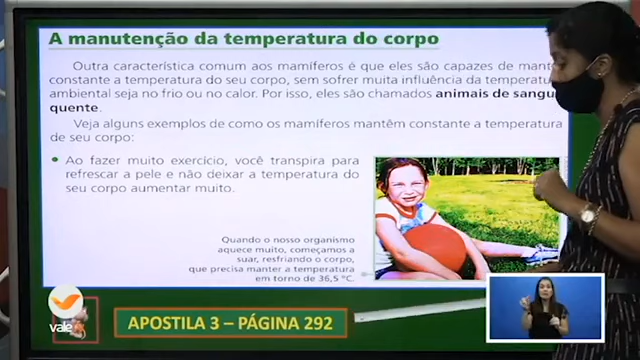 A manutenção da temperatura do corpo
Outra característica comum aos mamíferos é que eles são capazes de
constante a temperatura do seu corpo, sem sofrer muita influência da
ambiental seja no frio ou no calor. Por isso, eles são chamados animais de
quente.
Veja alguns exemplos de como os mamíferos mantêm constante a temperatura
de seu corpo:
• Ao fazer muito exercício, você transpira para
refrescar a pele e não deixar a temperatura do
seu corpo aumentar muito.
Quando o nosso organismo
aquece muito, começamos a
suar, resfriando o corpo,
que precisa manter a temperatura
em torno de 36,5 °C.
vale
APOSTILA 3 – PÁGINA 292